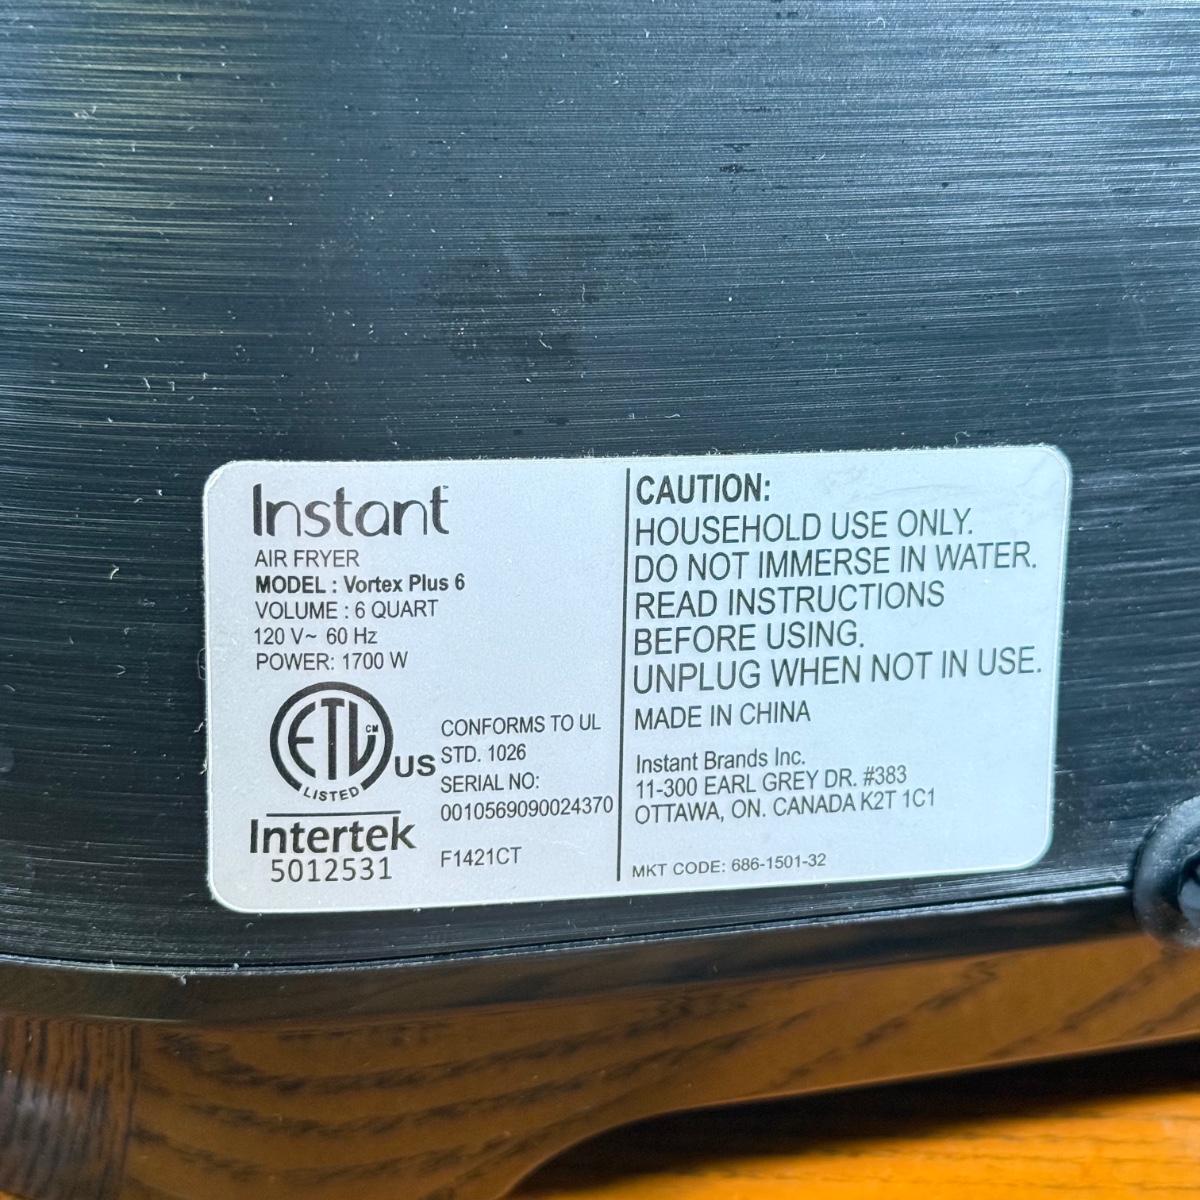 Instant™
AIR FRYER
MODEL : Vortex Plus 6
VOLUME : 6 QUART
120 V~ 60 Hz
POWER: 1700 W
ETL CM
LISTED
US
Intertek
5012531
CONFORMS TO UL
STD. 1026
SERIAL NO:
0010569090024370
F1421CT
CAUTION:
HOUSEHOLD USE ONLY.
DO NOT IMMERSE IN WATER.
READ INSTRUCTIONS
BEFORE USING.
UNPLUG WHEN NOT IN USE.
MADE IN CHINA
Instant Brands Inc.
11-300 EARL GREY DR. #383
OTTAWA, ON. CANADA K2T 1C1
MKT CODE: 686-1501-32